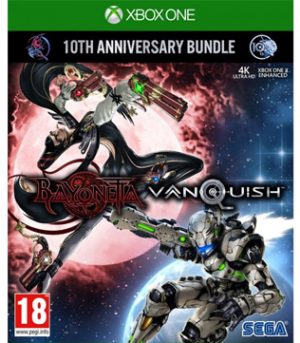 XBOX ONE
10TH ANNIVERSARY BUNDLE
4K
ULTRA HD
XBOX ONE X
ENHANCED
BAYONETTA
VANQUISH
18
www.pegi.info
SEGA